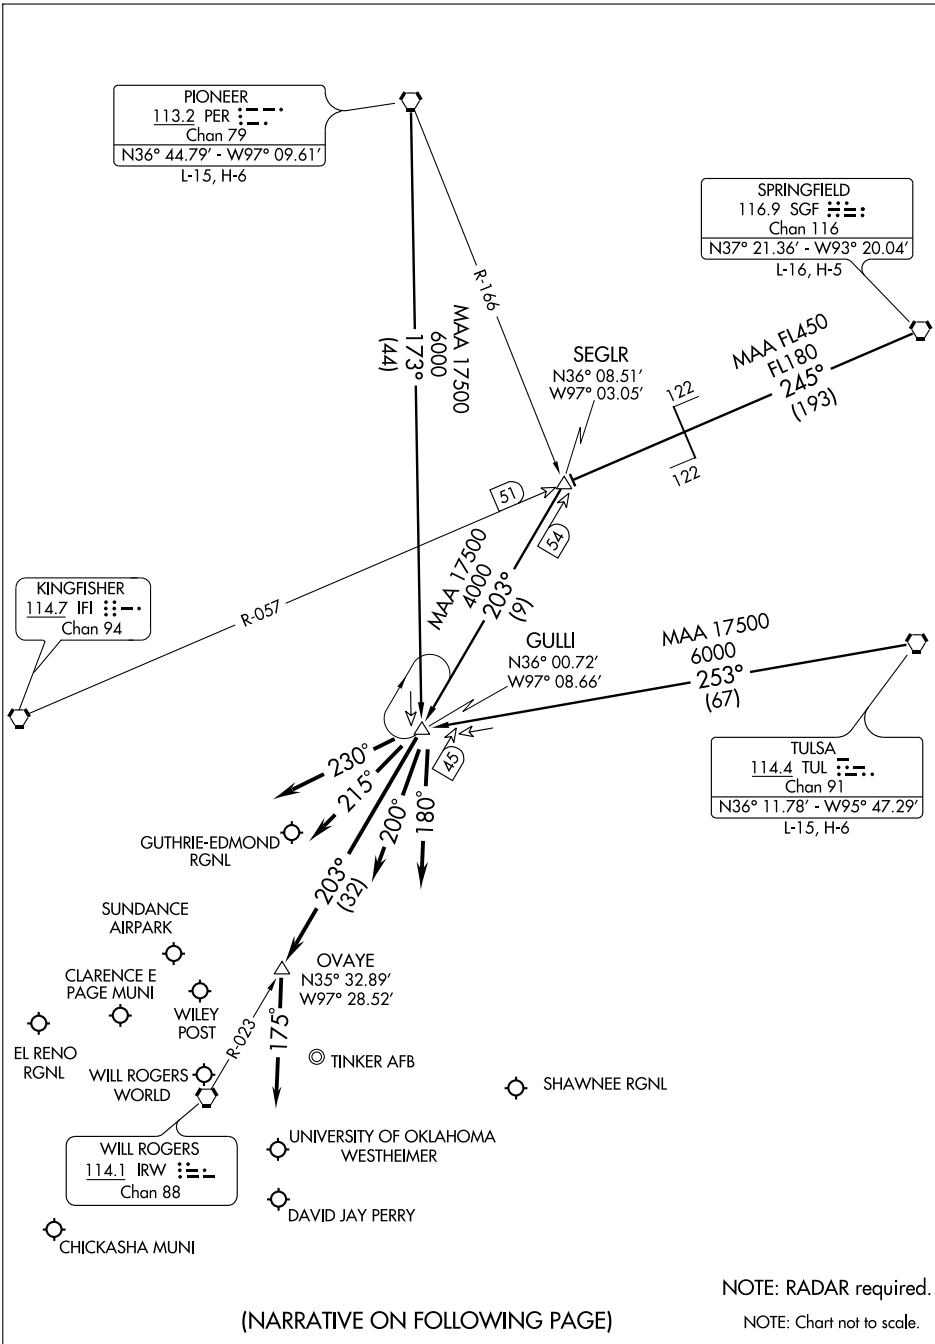 PIONEER
113.2 PER
Chan 79
N36° 44.79′ - W97° 09.61′
L-15, H-6
SPRINGFIELD
116.9 SGF
Chan 116
N37° 21.36′ - W93° 20.04′
L-16, H-5
R-166
MAA 17500
6000
173°
(44)
SEGLR
N36° 08.51′
W97° 03.05′
MAA FL450
FL180
245°
(193)
122
122
51
54
KINGFISHER
114.7 IFI
Chan 94
R-057
MAA 17500
4000
203°
(9)
GULLI
N36° 00.72′
W97° 08.66′
MAA 17500
6000
253°
(67)
45
TULSA
114.4 TUL
Chan 91
N36° 11.78′ - W95° 47.29′
L-15, H-6
230°
215°
200°
180°
GUTHRIE-EDMOND
RGNL
203°
(32)
SUNDANCE
AIRPARK
OVAYE
N35° 32.89′
W97° 28.52′
CLARENCE E
PAGE MUNI
WILEY
POST
EL RENO
RGNL
R-023
175°
TINKER AFB
WILL ROGERS
WORLD
SHAWNEE RGNL
WILL ROGERS
114.1 IRW
Chan 88
UNIVERSITY OF OKLAHOMA
WESTHEIMER
DAVID JAY PERRY
CHICKASHA MUNI
NOTE: RADAR required.
(NARRATIVE ON FOLLOWING PAGE)
NOTE: Chart not to scale.